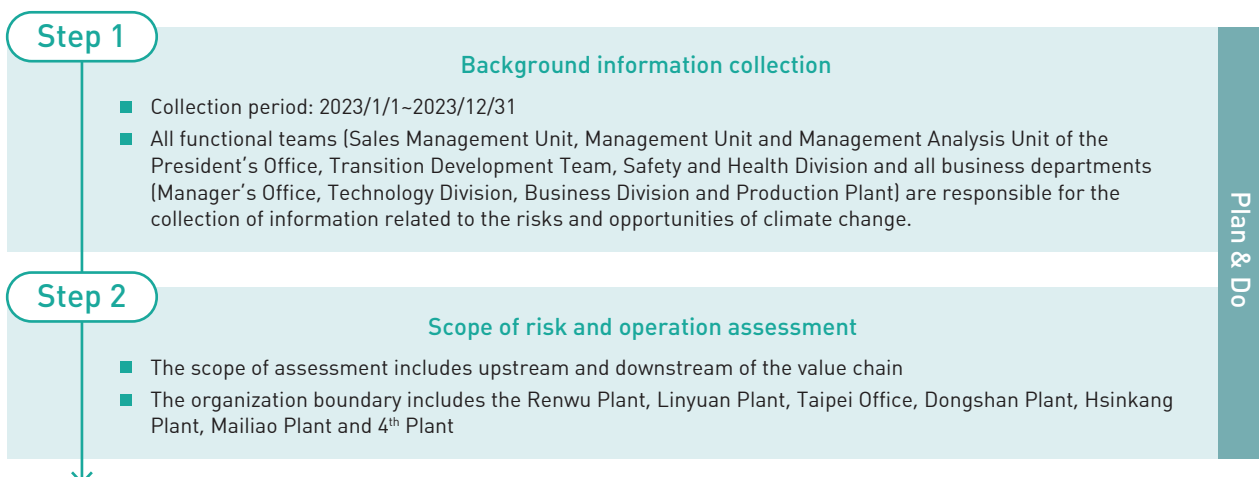 Step 1
Background information collection
Collection period: 2023/1/1~2023/12/31
All functional teams (Sales Management Unit, Management Unit and Management Analysis Unit of the
President's Office, Transition Development Team, Safety and Health Division and all business departments
(Manager's Office, Technology Division, Business Division and Production Plant) are responsible for the
collection of information related to the risks and opportunities of climate change.
Step 2
Scope of risk and operation assessment
The scope of assessment includes upstream and downstream of the value chain
The organization boundary includes the Renwu Plant, Linyuan Plant, Taipei Office, Dongshan Plant, Hsinkang
Plant, Mailiao Plant and 4th Plant
Plan & Do